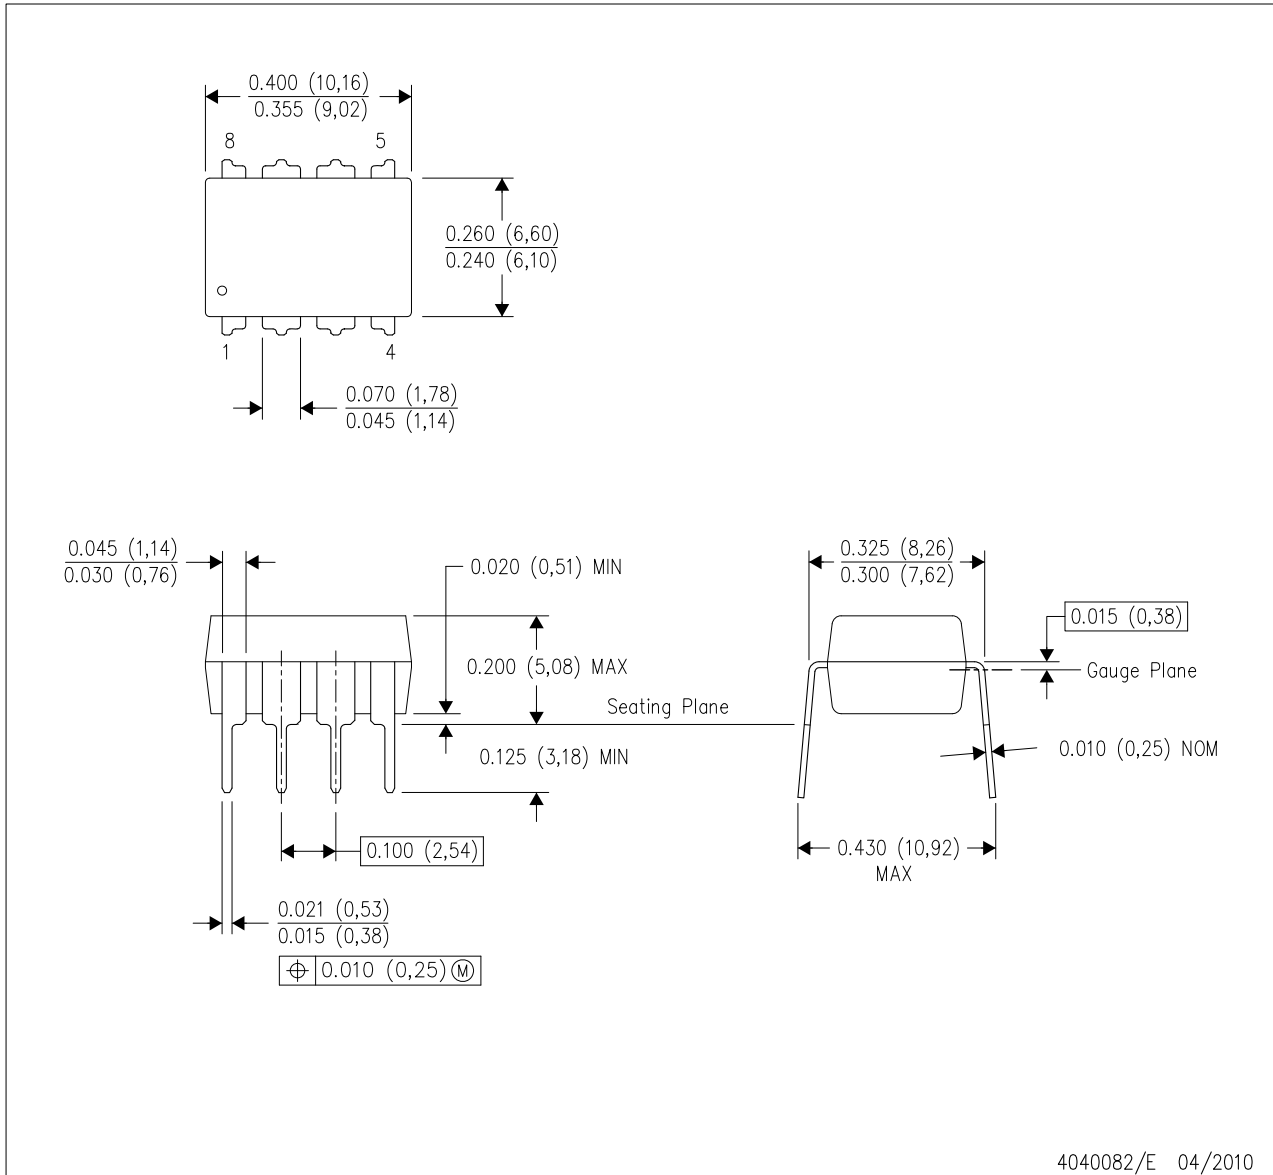 0.400 (10,16)
0.355 (9,02)
8
5
0.260 (6,60)
0.240 (6,10)
1
4
0.070 (1,78)
0.045 (1,14)
0.045 (1,14)
0.030 (0,76)
0.020 (0,51) MIN
0.325 (8,26)
0.300 (7,62)
0.015 (0,38)
0.200 (5,08) MAX
Gauge Plane
Seating Plane
0.125 (3,18) MIN
0.010 (0,25) NOM
0.100 (2,54)
0.430 (10,92)
MAX
0.021 (0,53)
0.015 (0,38)
⌖ 0.010 (0,25) Ⓜ
4040082/E 04/2010